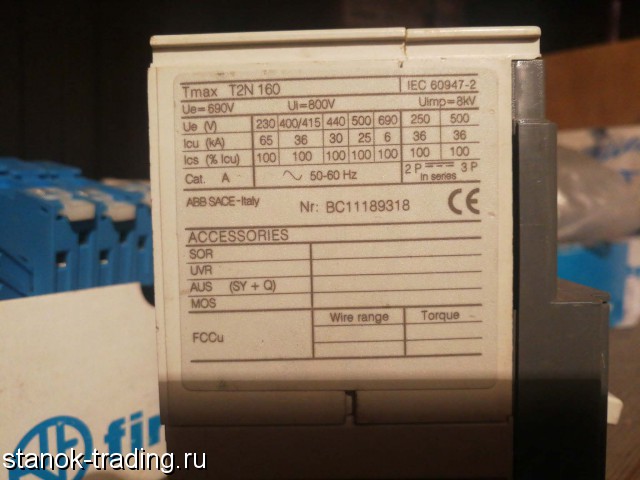 Tmax T2N 160 IEC 60947-2
Ue=690V Ui=800V Uimp=8kV
Ue (V) 230 400/415 440 500 690 250 500
Icu (kA) 65 36 30 25 6 36 36
Ics (% Icu) 100 100 100 100 100 100 100
Cat. A ∼ 50-60 Hz 2 P 3 P
in series
ABB SACE-Italy Nr: BC11189318 CE
ACCESSORIES
SOR
UVR
AUS (SY + Q)
MOS
Wire range Torque
FCCu
fin
stanok-trading.ru